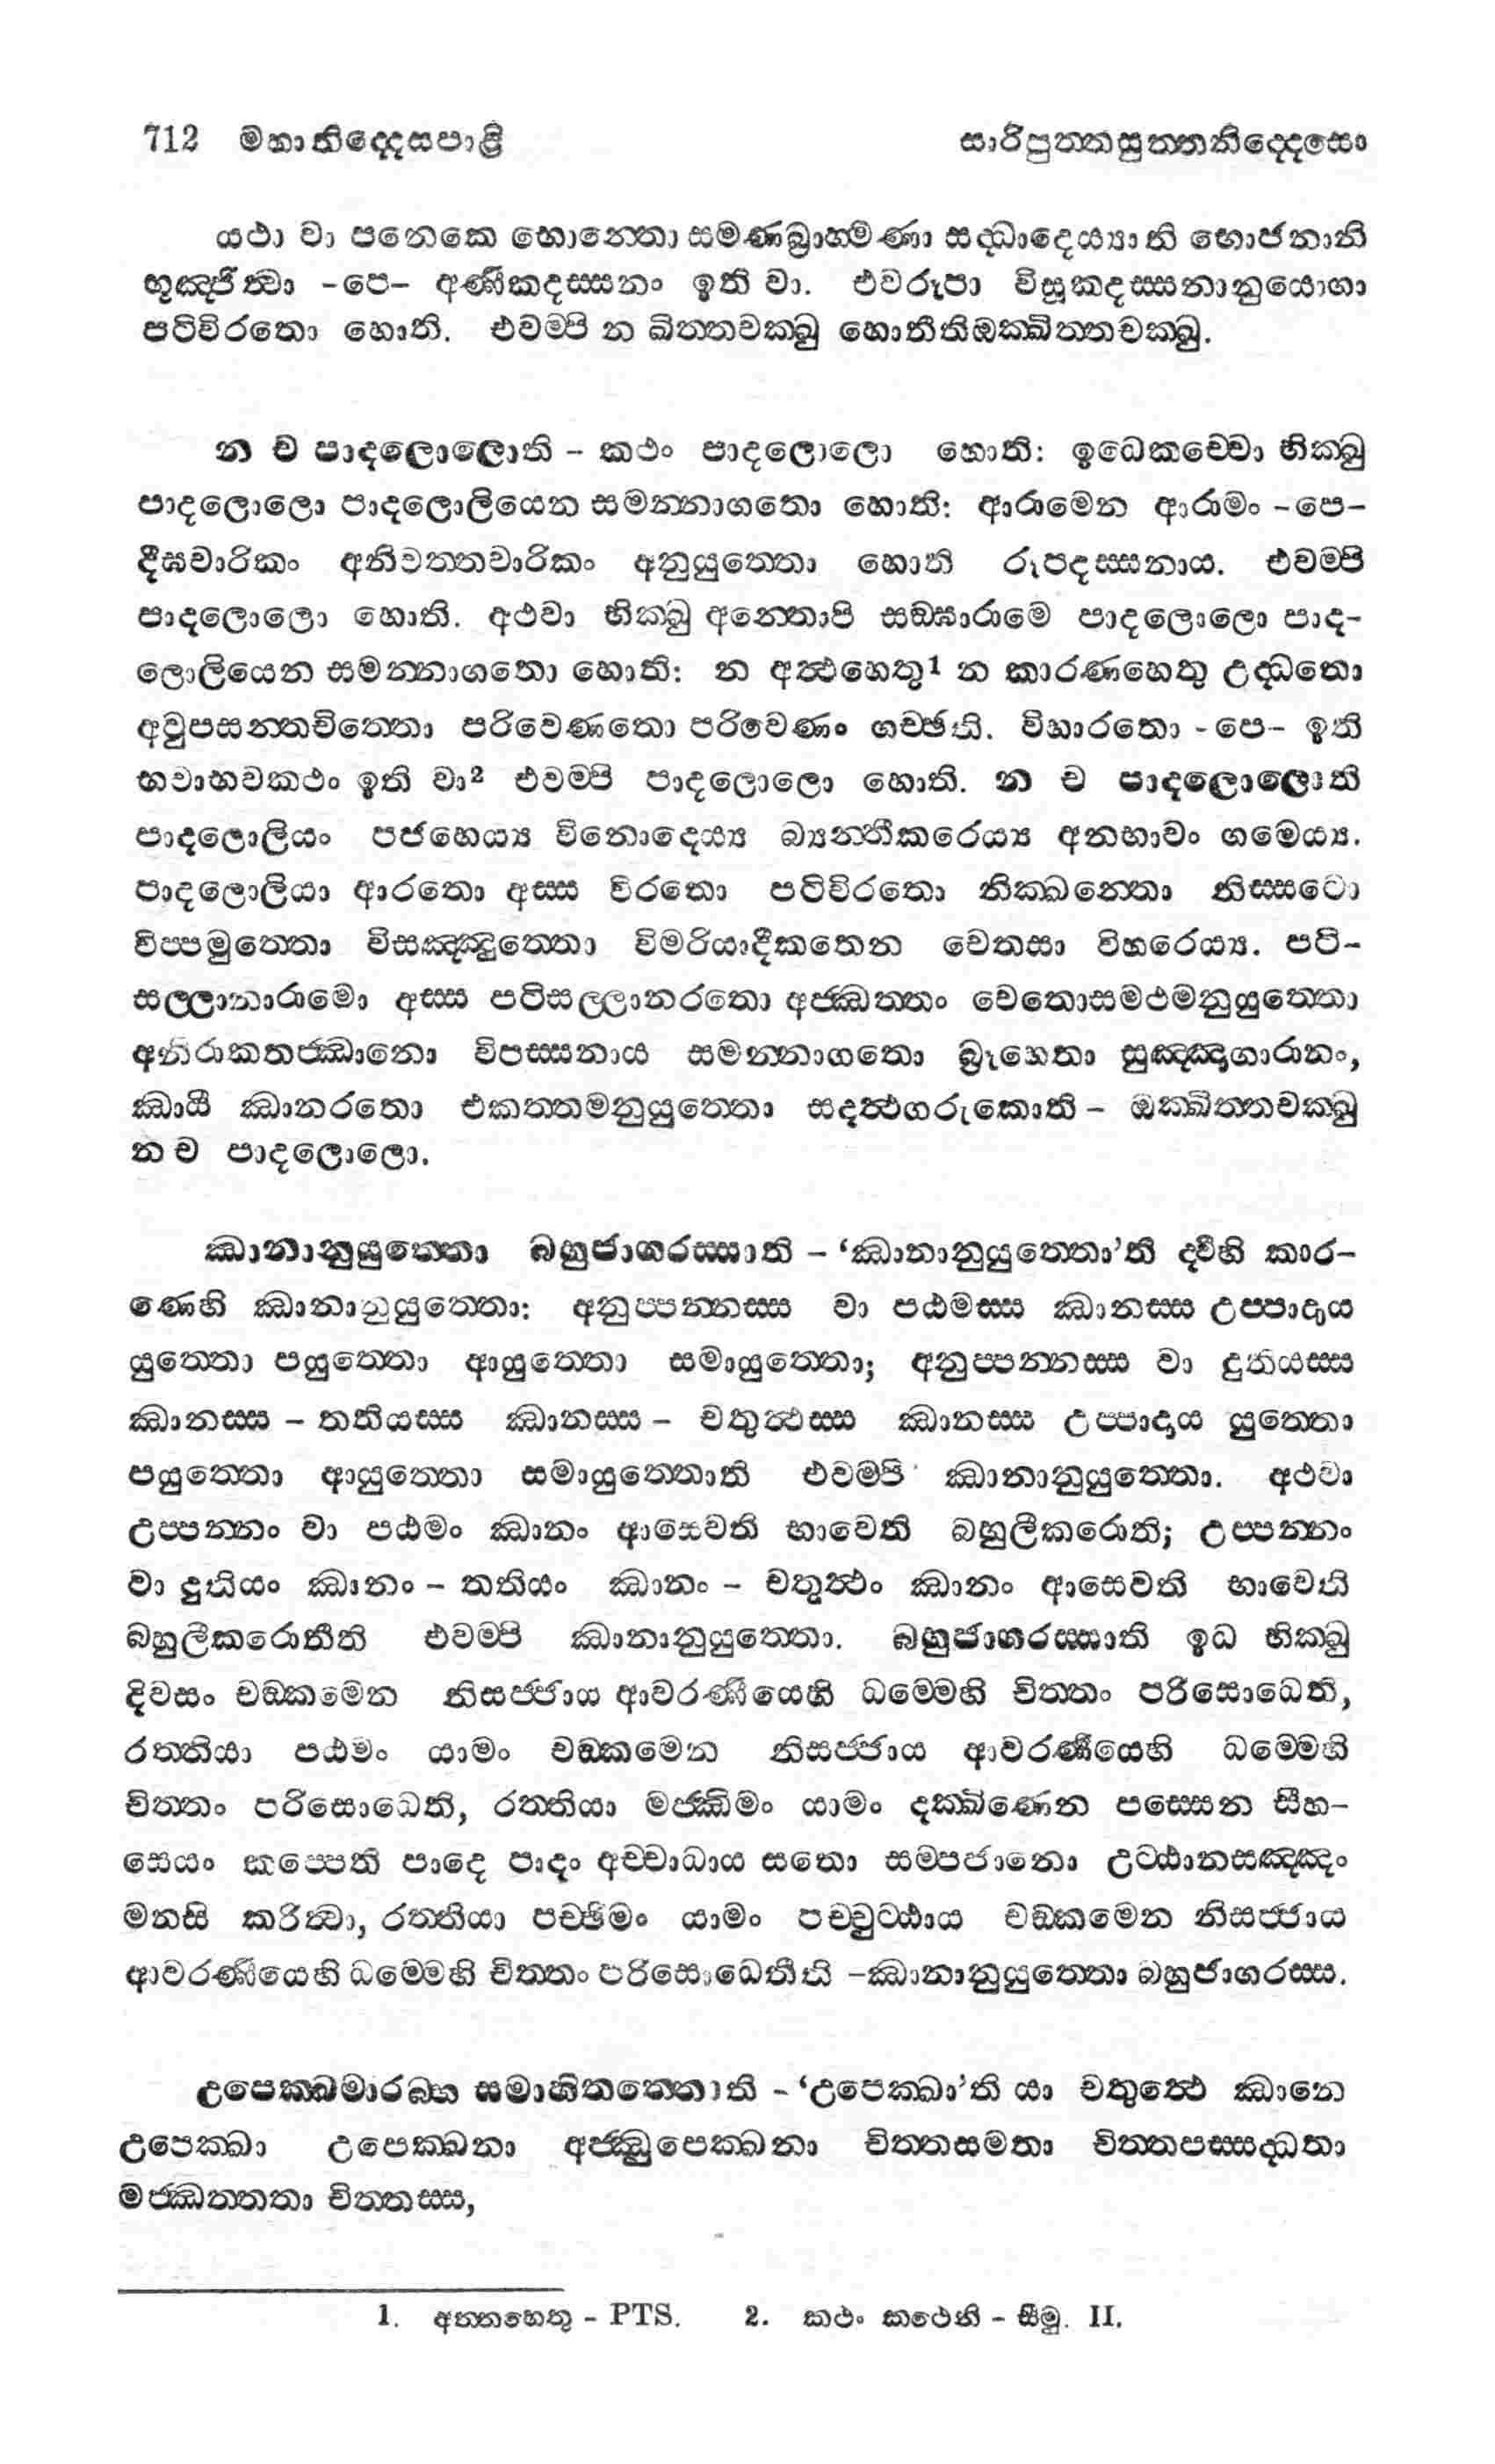 712 මහානිද්දෙසපාළි සාරිපුත්තසුත්තනිද්දෙසො
යථා වා පනෙකෙ භොන්තො සමණබ්‍රාහ්මණා සද්ධාදෙය්‍යානි භොජනානි
භුඤ්ජිත්‍වා -පෙ- අණීකදස්සනං ඉති වා. එවරූපා විසූකදස්සනානුයොගා
පටිවිරතො හොති. එවම්පි න ඛිත්තචක්ඛු හොතීතිඔක්ඛිත්තචක්ඛු.
න ච පාදලොලොති - කථං පාදලොලො හොති: ඉධෙකච්චො භික්ඛු
පාදලොලො පාදලොලියෙන සමන්නාගතො හොති: ආරාමෙන ආරාමං -පෙ-
දීඝචාරිකං අනිවත්තචාරිකං අනුයුත්තො හොති රූපදස්සනාය. එවම්පි
පාදලොලො හොති. අථවා භික්ඛු අන්තොපි සඞ්ඝාරාමෙ පාදලොලො පාද-
ලොලියෙන සමන්නාගතො හොති: න අත්‍ථහෙතු1 න කාරණහෙතු උද්ධතො
අවූපසන්තචිත්තො පරිවෙණතො පරිවෙණං ගච්ඡති. විහාරතො -පෙ- ඉති
භවාභවකථං ඉති වා2 එවම්පි පාදලොලො හොති. න ච පාදලොලොති
පාදලොලියං පජහෙය්‍ය විනොදෙය්‍ය බ්‍යන්තීකරෙය්‍ය අනභාවං ගමෙය්‍ය.
පාදලොලියා ආරතො අස්ස විරතො පටිවිරතො නික්ඛන්තො නිස්සටො
විප්පමුත්තො විසඤ්ඤුත්තො විමරියාදීකතෙන චෙතසා විහරෙය්‍ය. පටි-
සල්ලානාරාමො අස්ස පටිසල්ලානරතො අජ්ඣත්තං චෙතොසමථමනුයුත්තො
අනිරාකතජ්ඣානො විපස්සනාය සමන්නාගතො බ්‍රූහෙතා සුඤ්ඤාගාරානං,
ඣායී ඣානරතො එකත්තමනුයුත්තො සදත්‍ථගරුකොති - ඔක්ඛිත්තචක්ඛු
න ච පාදලොලො.
ඣානානුයුත්තො බහුජාගරස්සාති - ‘ඣානානුයුත්තො’ති ද්වීහි කාර-
ණෙහි ඣානානුයුත්තො: අනුප්පන්නස්ස වා පඨමස්ස ඣානස්ස උප්පාදාය
යුත්තො පයුත්තො ආයුත්තො සමායුත්තො; අනුප්පන්නස්ස වා දුතියස්ස
ඣානස්ස - තතියස්ස ඣානස්ස - චතුත්‍ථස්ස ඣානස්ස උප්පාදාය යුත්තො
පයුත්තො ආයුත්තො සමායුත්තොති එවම්පි ඣානානුයුත්තො. අථවා
උප්පන්නං වා පඨමං ඣානං ආසෙවති භාවෙති බහුලීකරොති; උප්පන්නං
වා දුතියං ඣානං - තතියං ඣානං - චතුත්‍ථං ඣානං ආසෙවති භාවෙති
බහුලීකරොතීති එවම්පි ඣානානුයුත්තො. බහුජාගරස්සාති ඉධ භික්ඛු
දිවසං චඞ්කමෙන නිසජ්ජාය ආවරණීයෙහි ධම්මෙහි චිත්තං පරිසොධෙති,
රත්තියා පඨමං යාමං චඞ්කමෙන නිසජ්ජාය ආවරණීයෙහි ධම්මෙහි
චිත්තං පරිසොධෙති, රත්තියා මජ්ඣිමං යාමං දක්ඛිණෙන පස්සෙන සීහ-
සෙයං කප්පෙති පාදෙ පාදං අච්චාධාය සතො සම්පජානො උට්ඨානසඤ්ඤං
මනසි කරිත්‍වා, රත්තියා පච්ඡිමං යාමං පච්චුට්ඨාය චඞ්කමෙන නිසජ්ජාය
ආවරණීයෙහි ධම්මෙහි චිත්තං පරිසොධෙතීති -ඣානානුයුත්තො බහුජාගරස්ස.
උපෙක්ඛමාරබ්භ සමාහිතත්තොති - ‘උපෙක්ඛා’ති යා චතුත්‍ථෙ ඣානෙ
උපෙක්ඛා උපෙක්ඛනා අජ්ඣුපෙක්ඛනා චිත්තසමතා චිත්තපස්සද්ධතා
මජ්ඣත්තතා චිත්තස්ස,
1. අත්තහෙතු - PTS. 2. කථං කථෙති - සීමු. II.